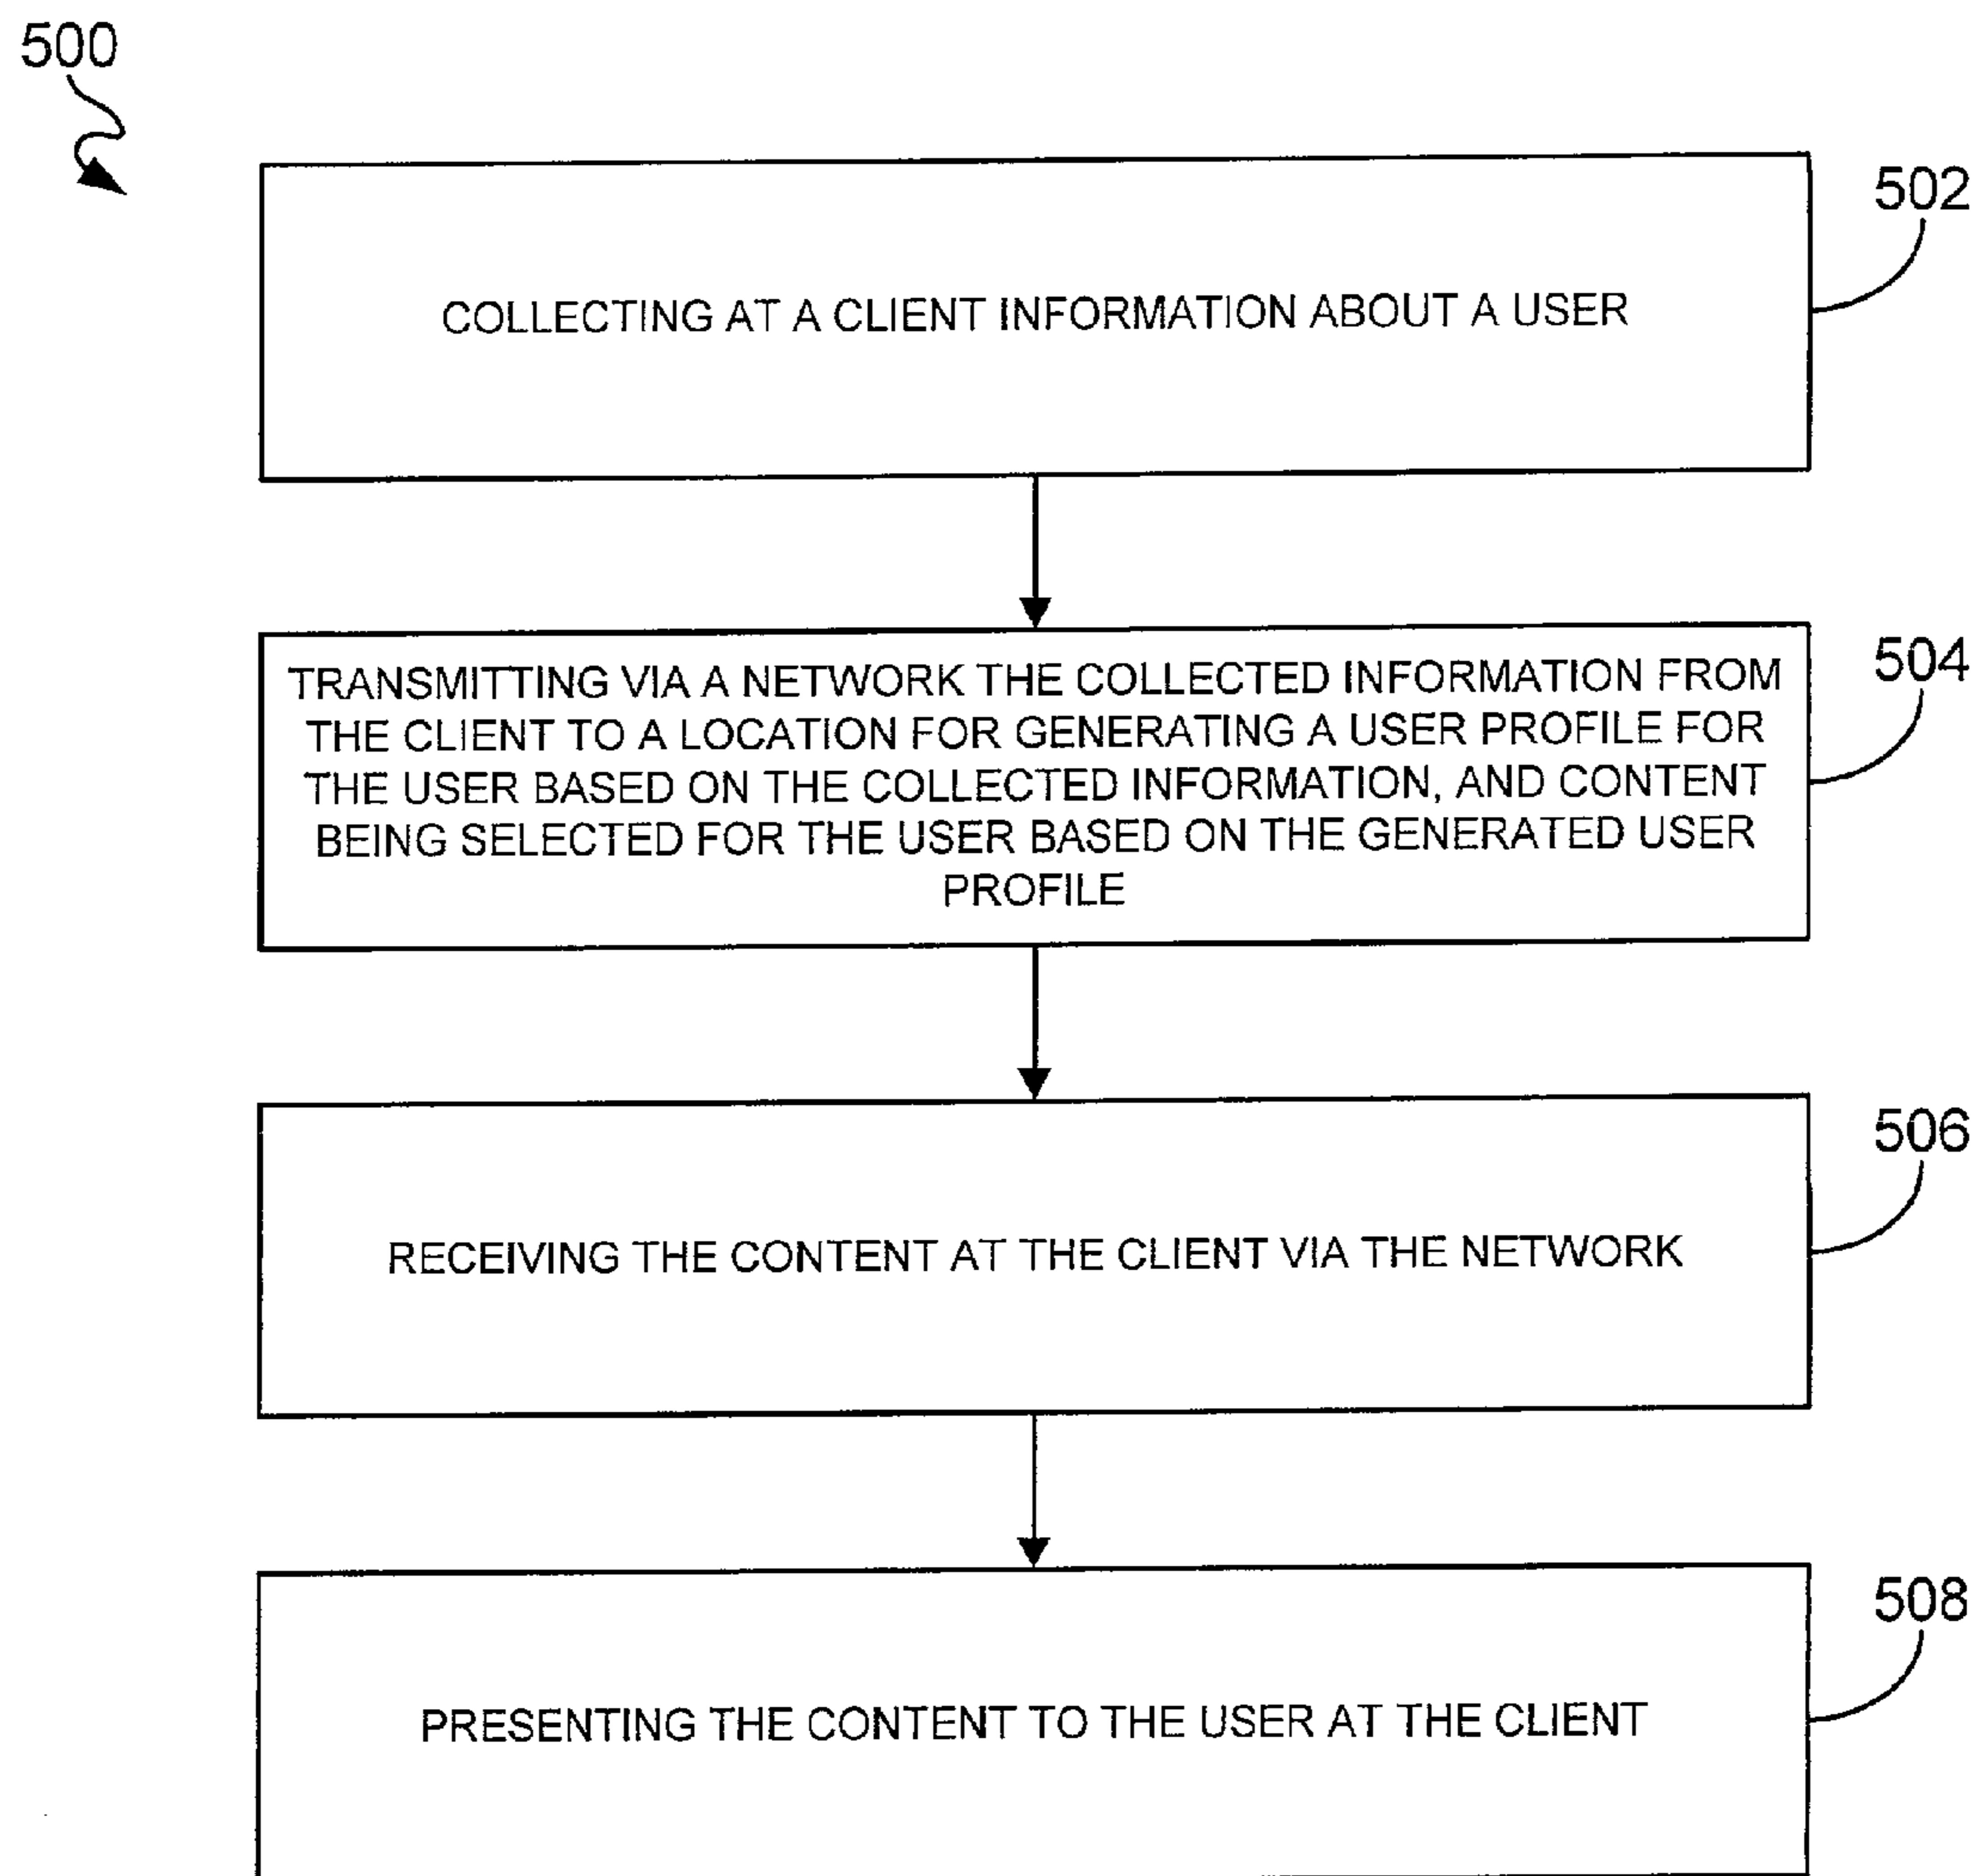 500
502
COLLECTING AT A CLIENT INFORMATION ABOUT A USER
504
TRANSMITTING VIA A NETWORK THE COLLECTED INFORMATION FROM
THE CLIENT TO A LOCATION FOR GENERATING A USER PROFILE FOR
THE USER BASED ON THE COLLECTED INFORMATION, AND CONTENT
BEING SELECTED FOR THE USER BASED ON THE GENERATED USER
PROFILE
506
RECEIVING THE CONTENT AT THE CLIENT VIA THE NETWORK
508
PRESENTING THE CONTENT TO THE USER AT THE CLIENT